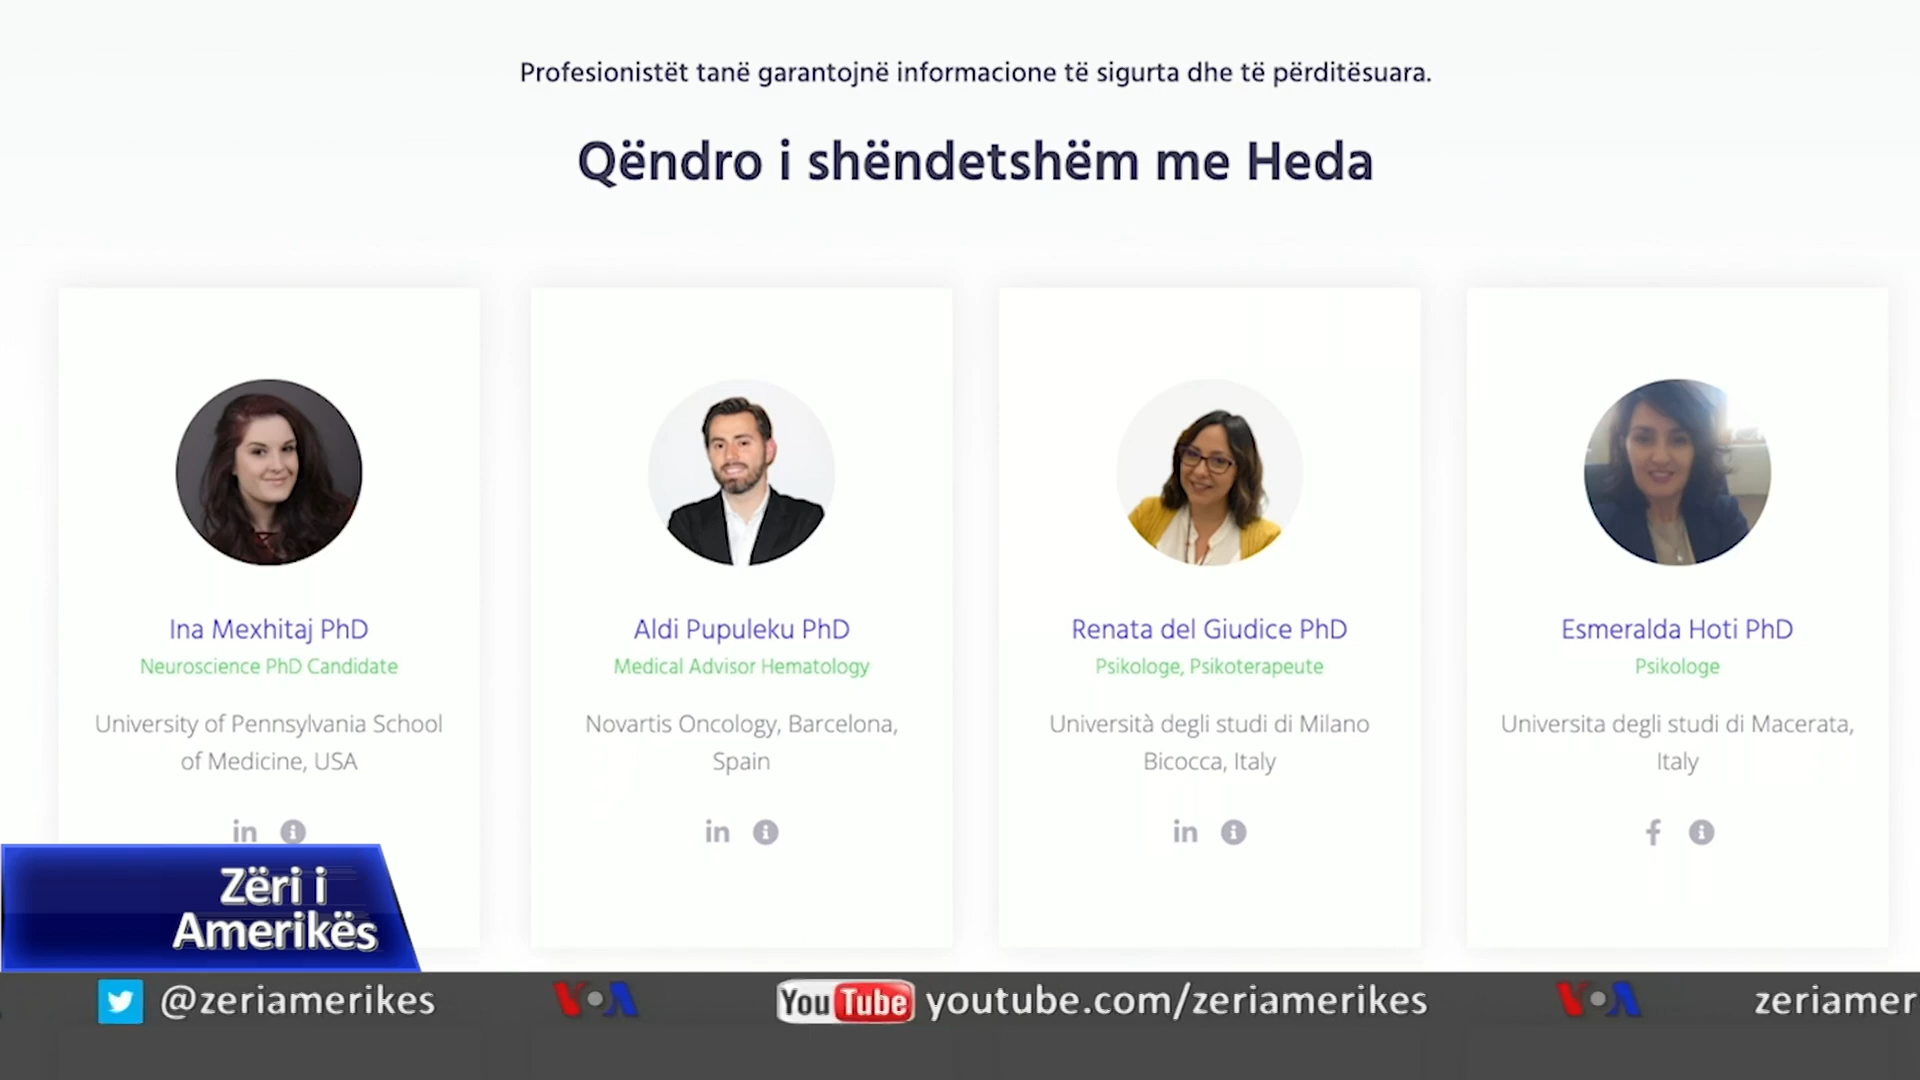 Profesionistët tanë garantojnë informacione të sigurta dhe të përditësuara.
Qëndro i shëndetshëm me Heda
Ina Mexhitaj PhD
Neuroscience PhD Candidate
University of Pennsylvania School
of Medicine, USA
Aldi Pupuleku PhD
Medical Advisor Hematology
Novartis Oncology, Barcelona,
Spain
Renata del Giudice PhD
Psikologe, Psikoterapeute
Università degli studi di Milano
Bicocca, Italy
Esmeralda Hoti PhD
Psikologe
Universita degli studi di Macerata,
Italy
Zëri i
Amerikës
@zeriamerikes
VOA
YouTube youtube.com/zeriamerikes
VOA
zeriamer